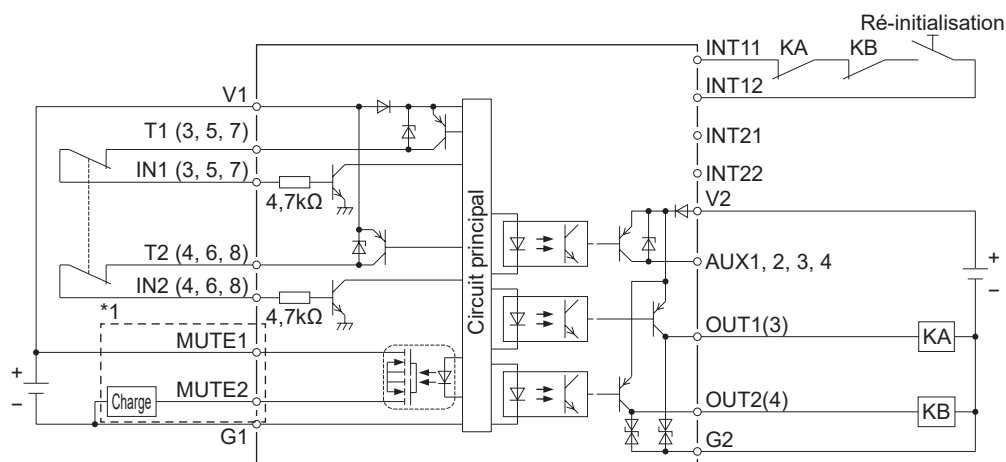 Ré-initialisation
INT11
KA
KB
V1
INT12
T1 (3, 5, 7)
INT21
IN1 (3, 5, 7)
INT22
4,7kΩ
V2
T2 (4, 6, 8)
AUX1, 2, 3, 4
+
−
IN2 (4, 6, 8)
4,7kΩ
Circuit principal
*1
MUTE1
OUT1(3)
KA
+
−
MUTE2
Charge
OUT2(4)
KB
G1
G2